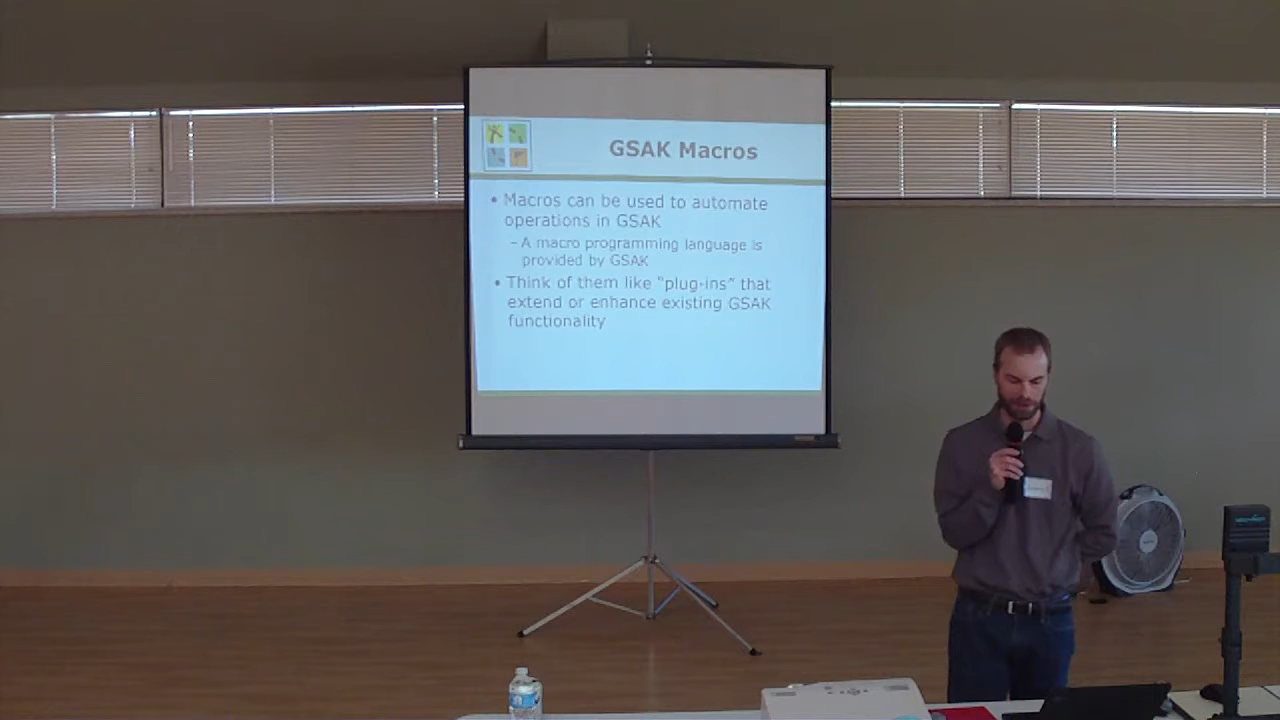 GSAK Macros
• Macros can be used to automate
operations in GSAK
– A macro programming language is
provided by GSAK
• Think of them like “plug-ins” that
extend or enhance existing GSAK
functionality